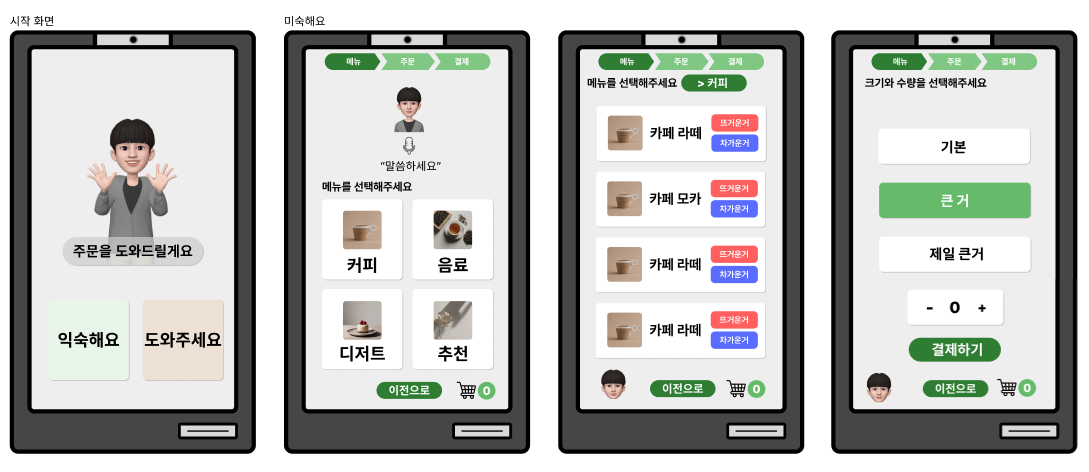 시작 화면
주문을 도와드릴게요
익숙해요
도와주세요
미숙해요
메뉴
주문
결제
“말씀하세요”
메뉴를 선택해주세요
커피
음료
디저트
추천
이전으로
0
메뉴
주문
결제
메뉴를 선택해주세요
> 커피
카페 라떼
뜨거운거
차가운거
카페 모카
뜨거운거
차가운거
카페 라떼
뜨거운거
차가운거
카페 라떼
뜨거운거
차가운거
이전으로
0
메뉴
주문
결제
크기와 수량을 선택해주세요
기본
큰 거
제일 큰거
- 0 +
결제하기
이전으로
0